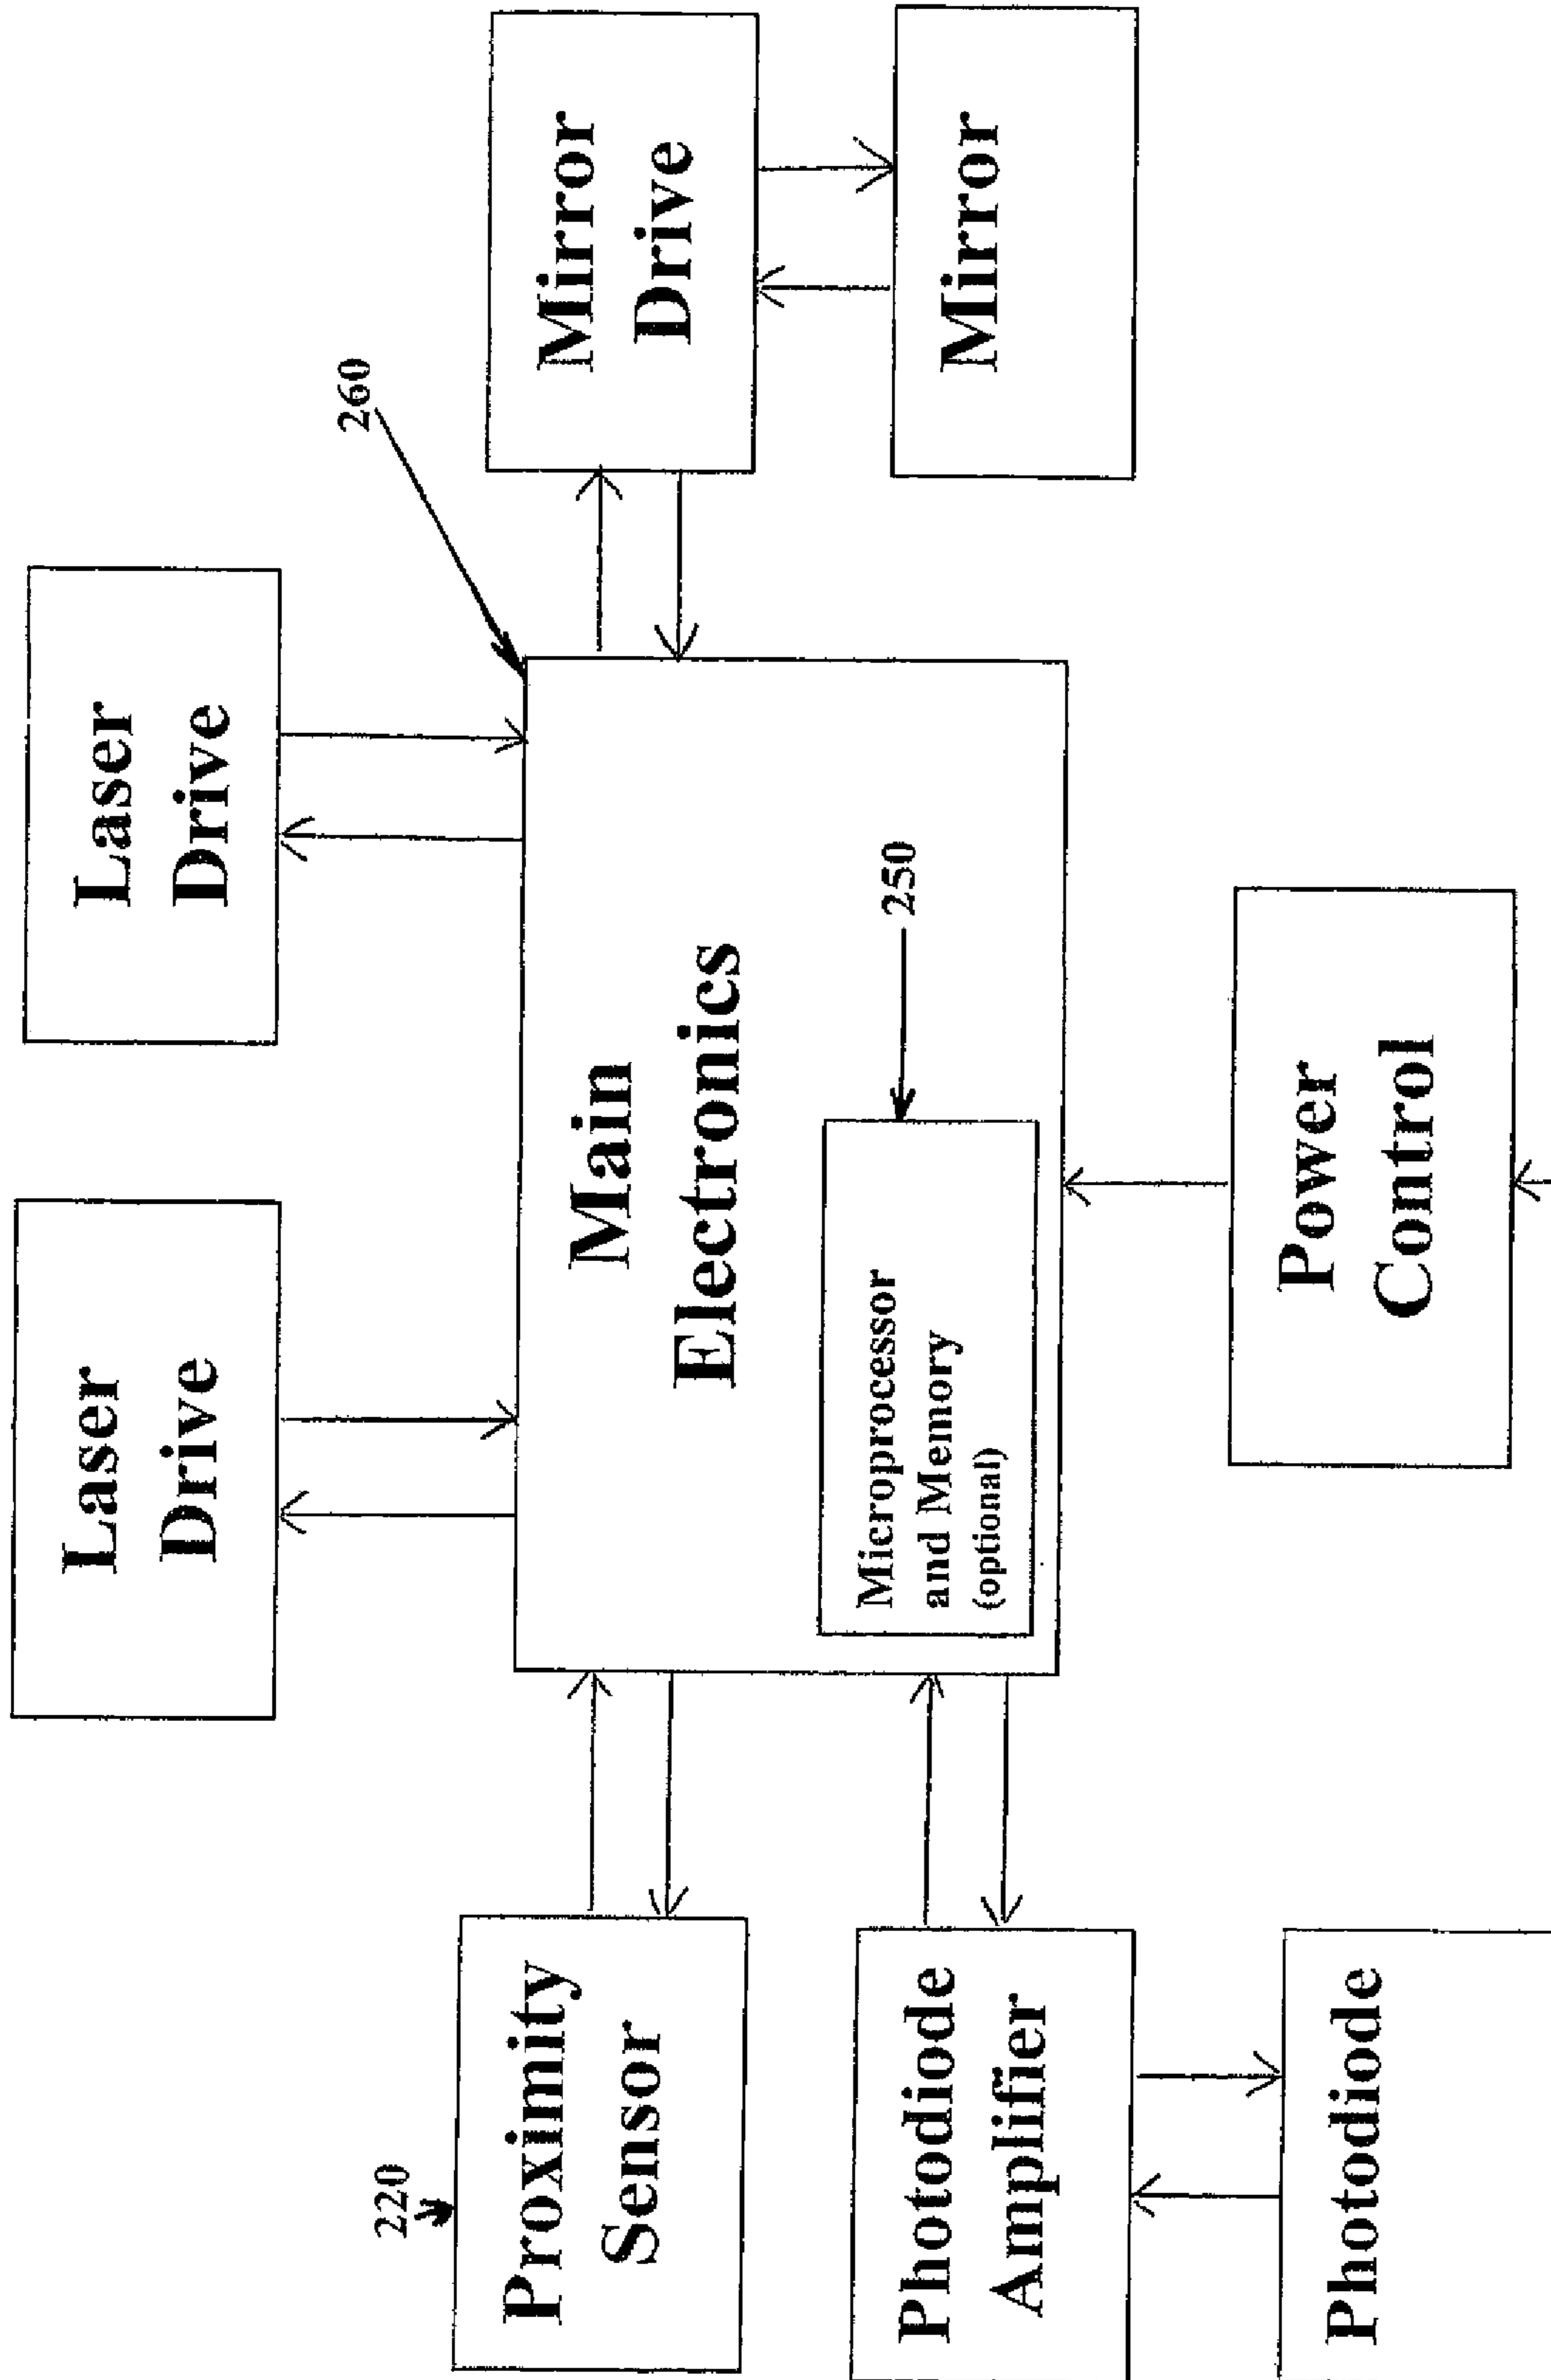 Laser
Drive
Laser
Drive
260
220
Proximity
Sensor
Main
Electronics
Mirror
Drive
250
Microprocessor
and Memory
(optional)
Photodiode
Amplifier
Mirror
Power
Control
Photodiode